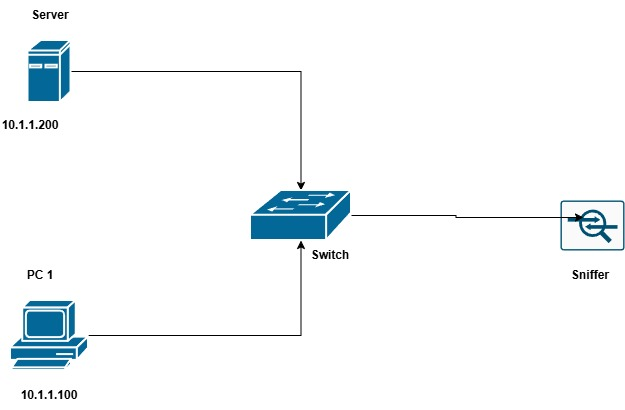 Server
10.1.1.200
Switch
Sniffer
PC 1
10.1.1.100